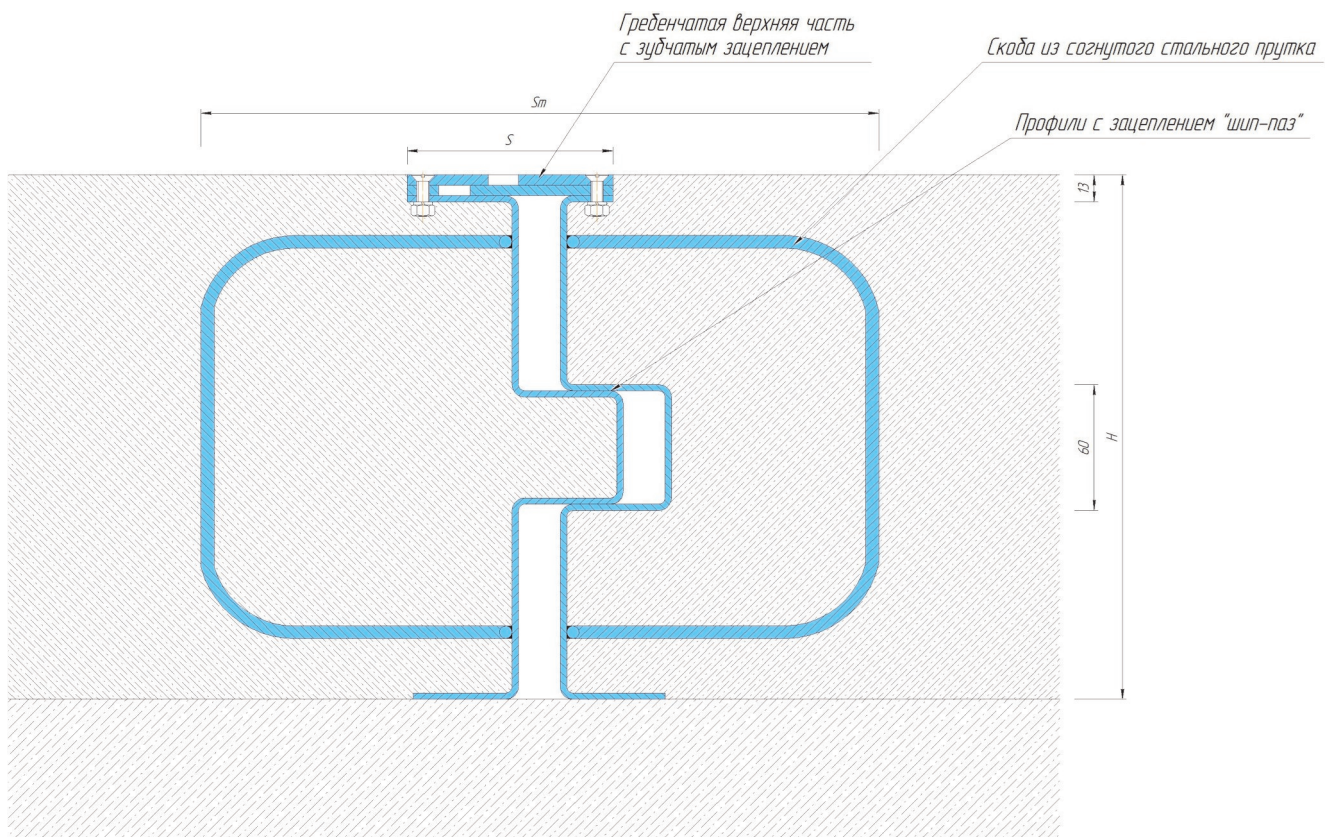 Гребенчатая верхняя часть
с зубчатым зацеплением
Скоба из согнутого стального прутка
Sm
Профили с зацеплением "шип-паз"
S
13
60
H